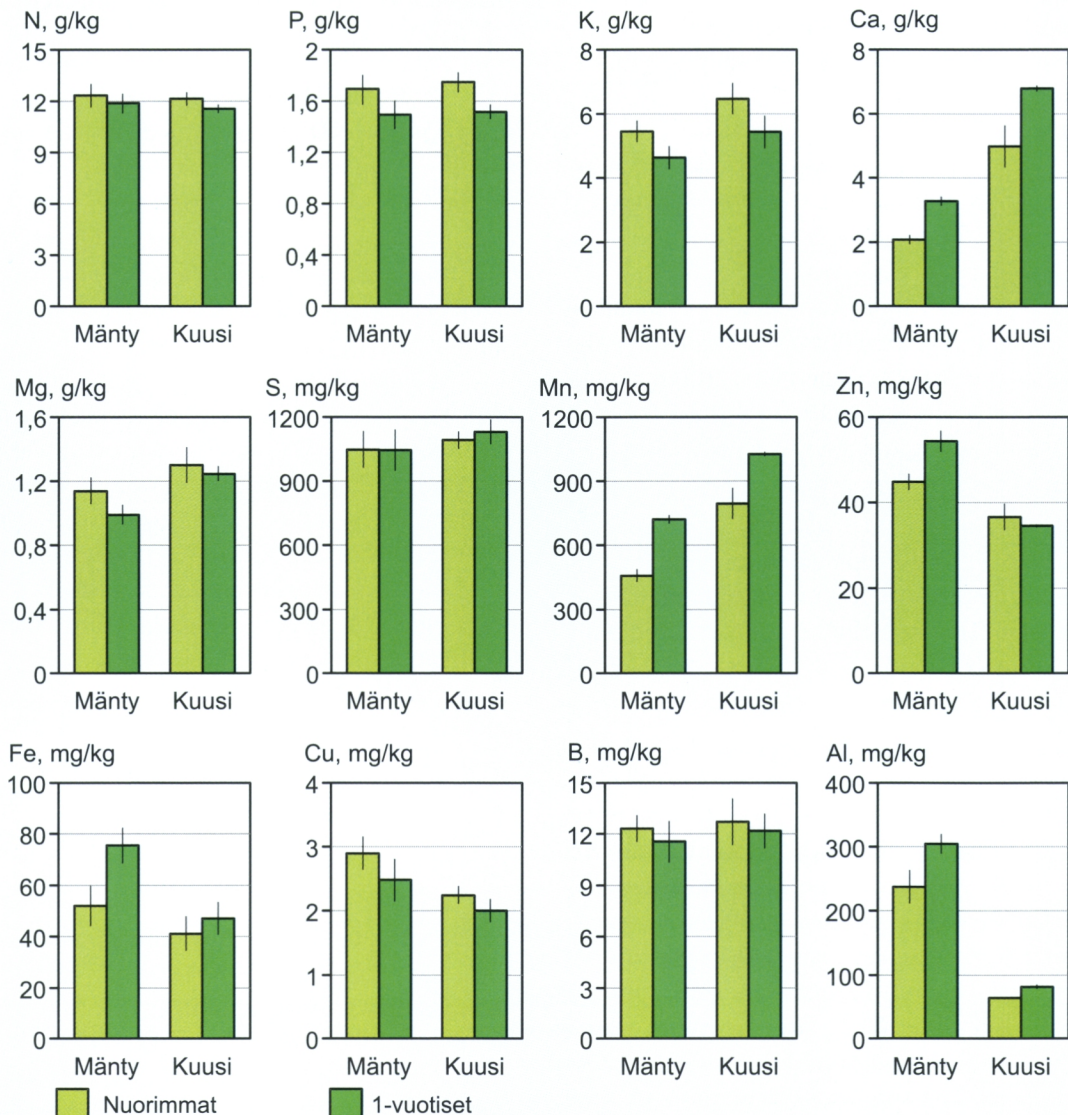 N, g/kg
P, g/kg
K, g/kg
Ca, g/kg
15
12
9
6
3
0
2
1,6
1,2
0,8
0,4
0
8
6
4
2
0
8
6
4
2
0
Mänty Kuusi
Mänty Kuusi
Mänty Kuusi
Mänty Kuusi
Mg, g/kg
S, mg/kg
Mn, mg/kg
Zn, mg/kg
1,6
1,2
0,8
0,4
0
1200
900
600
300
0
1200
900
600
300
0
60
40
20
0
Mänty Kuusi
Mänty Kuusi
Mänty Kuusi
Mänty Kuusi
Fe, mg/kg
Cu, mg/kg
B, mg/kg
Al, mg/kg
100
80
60
40
20
0
4
3
2
1
0
15
12
9
6
3
0
400
300
200
100
0
Mänty Kuusi
Mänty Kuusi
Mänty Kuusi
Mänty Kuusi
Nuorimmat
1-vuotiset